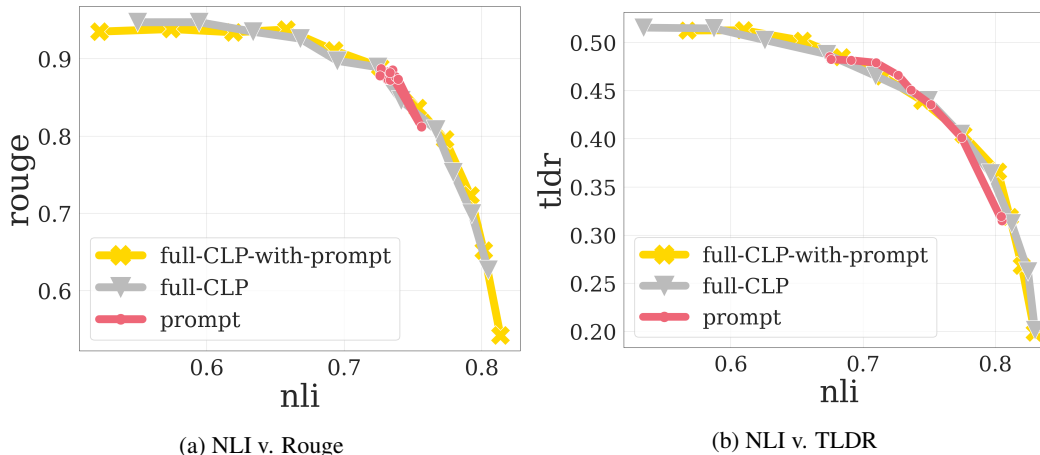 0.9
0.8
0.7
0.6
rouge
full-CLP-with-prompt
full-CLP
prompt
0.6
0.7
0.8
nli
(a) NLI v. Rouge
0.50
0.45
0.40
0.35
0.30
0.25
0.20
tldr
full-CLP-with-prompt
full-CLP
prompt
0.6
0.7
0.8
nli
(b) NLI v. TLDR